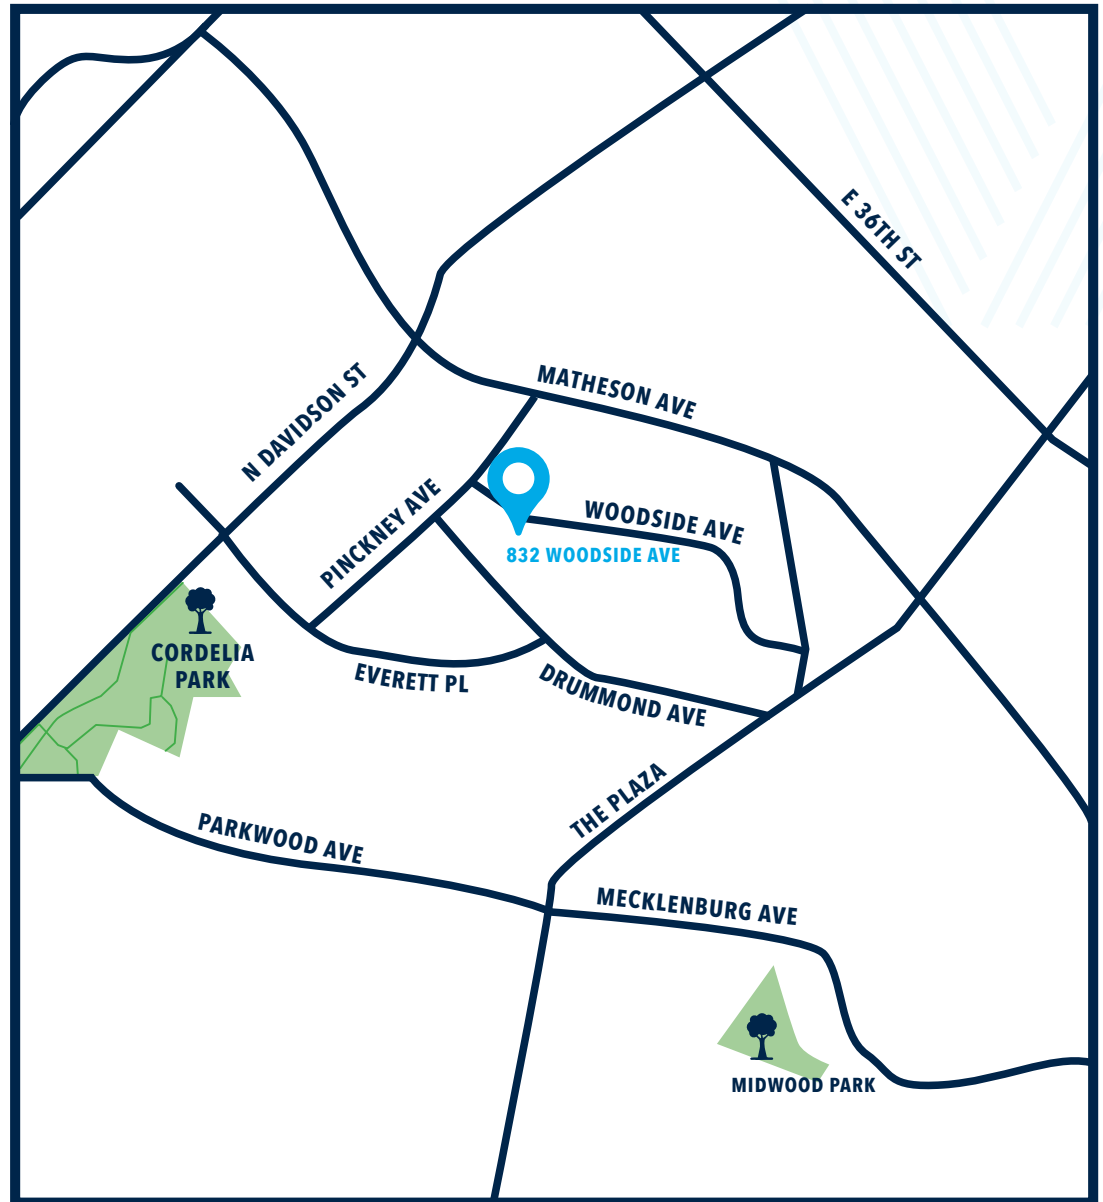 E 36TH ST
MATHESON AVE
N DAVIDSON ST
PINCKNEY AVE
WOODSIDE AVE
832 WOODSIDE AVE
CORDELIA
PARK
EVERETT PL
DRUMMOND AVE
THE PLAZA
PARKWOOD AVE
MECKLENBURG AVE
MIDWOOD PARK